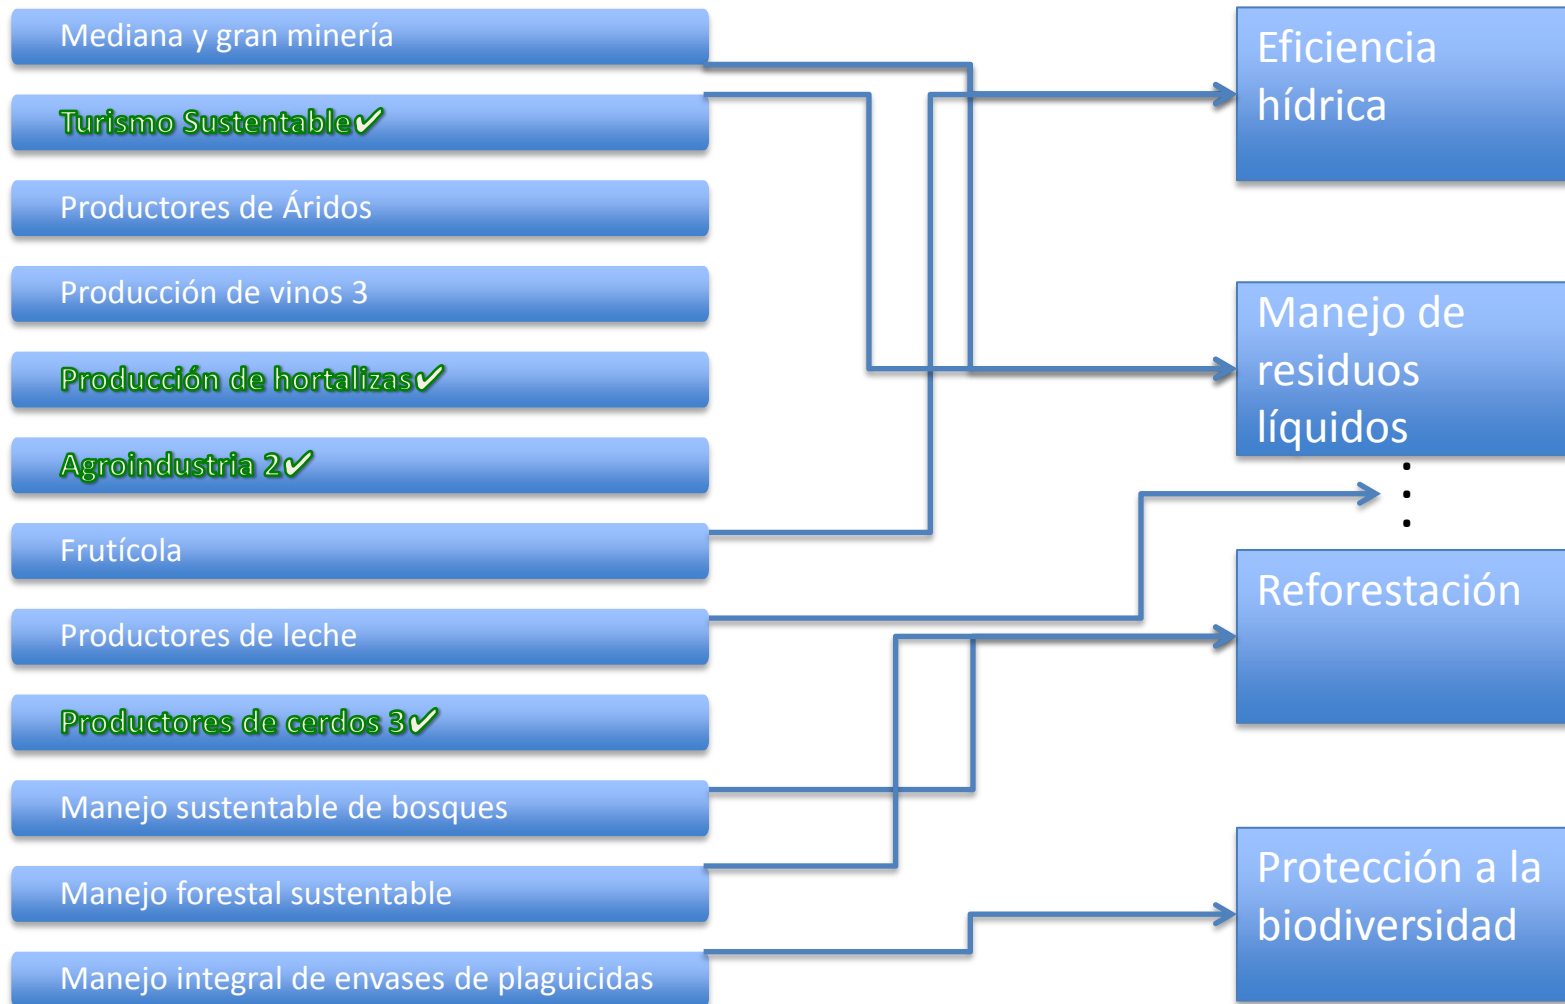 Mediana y gran minería
Turismo Sustentable✓
Productores de Áridos
Producción de vinos 3
Producción de hortalizas✓
Agroindustria 2✓
Frutícola
Productores de leche
Productores de cerdos 3✓
Manejo sustentable de bosques
Manejo forestal sustentable
Manejo integral de envases de plaguicidas
Eficiencia
hídrica
Manejo de
residuos
líquidos
.
.
.
Reforestación
Protección a la
biodiversidad